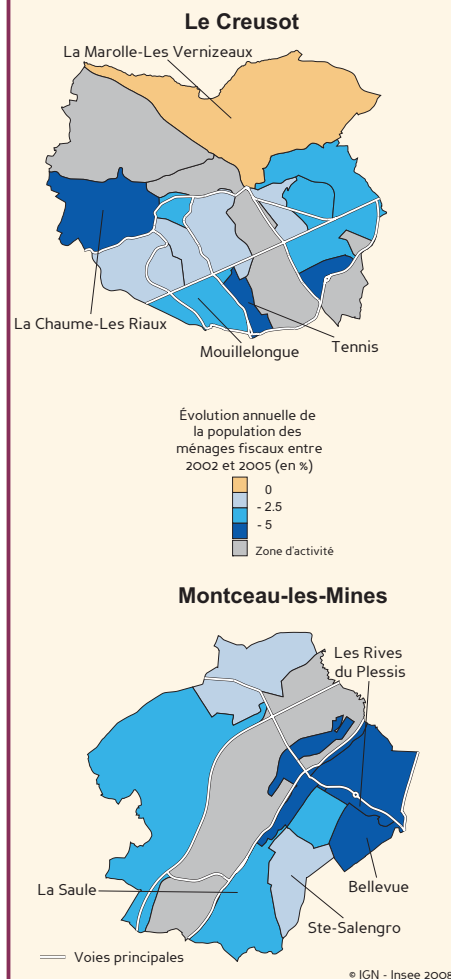 Le Creusot
La Marolle-Les Vernizeaux
La Chaume-Les Riaux
Mouillelongue
Tennis
Évolution annuelle de
la population des
ménages fiscaux entre
2002 et 2005 (en %)
0
- 2.5
- 5
Zone d'activité
Montceau-les-Mines
Les Rives
du Plessis
Bellevue
La Saule
Ste-Salengro
Voies principales
© IGN - Insee 2008